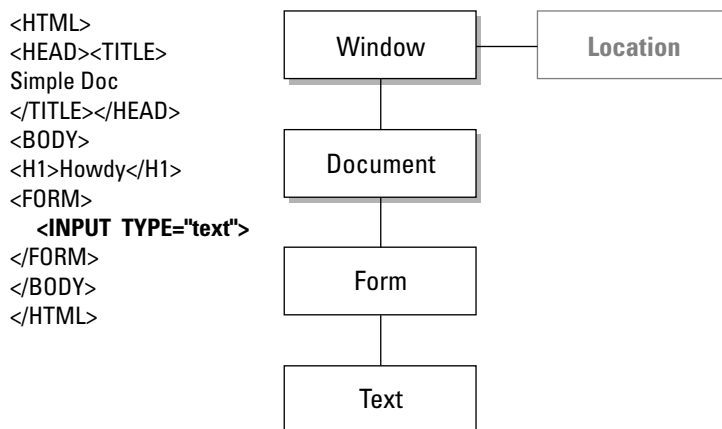 <HTML>
<HEAD><TITLE>
Simple Doc
</TITLE></HEAD>
<BODY>
<H1>Howdy</H1>
<FORM>
<INPUT TYPE="text">
</FORM>
</BODY>
</HTML>
Window
Location
Document
Form
Text